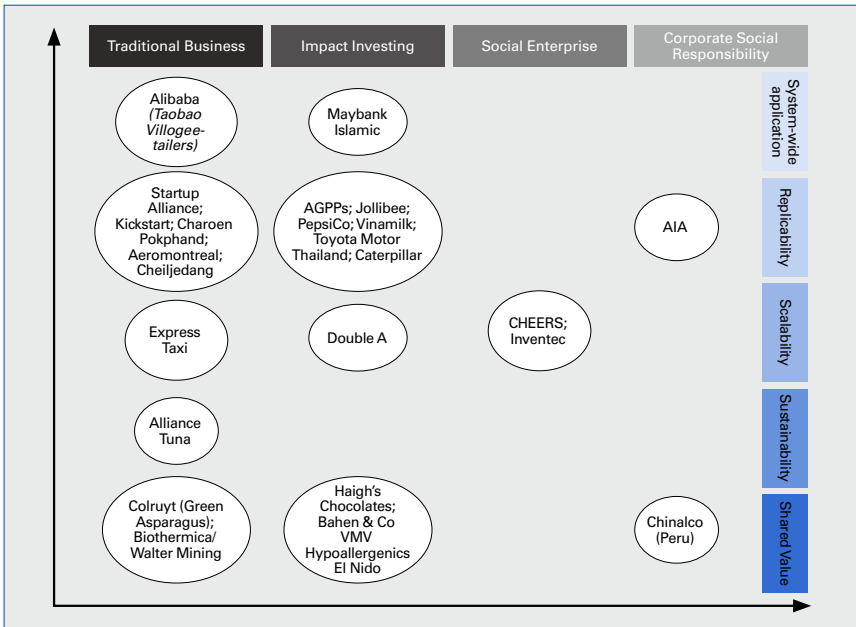 Traditional Business
Impact Investing
Social Enterprise
Corporate Social
Responsibility
Alibaba
(Taobao
Villogee-
tailers)
Maybank
Islamic
System-wide
application
Startup
Alliance;
Kickstart; Charoen
Pokphand;
Aeromontreal;
Cheiljedang
AGPPs; Jollibee;
PepsiCo; Vinamilk;
Toyota Motor
Thailand; Caterpillar
AIA
Replicability
Express
Taxi
Double A
CHEERS;
Inventec
Scalability
Alliance
Tuna
Sustainability
Colruyt (Green
Asparagus);
Biothermica/
Walter Mining
Haigh's
Chocolates;
Bahen & Co
VMV
Hypoallergenics
El Nido
Chinalco
(Peru)
Shared Value